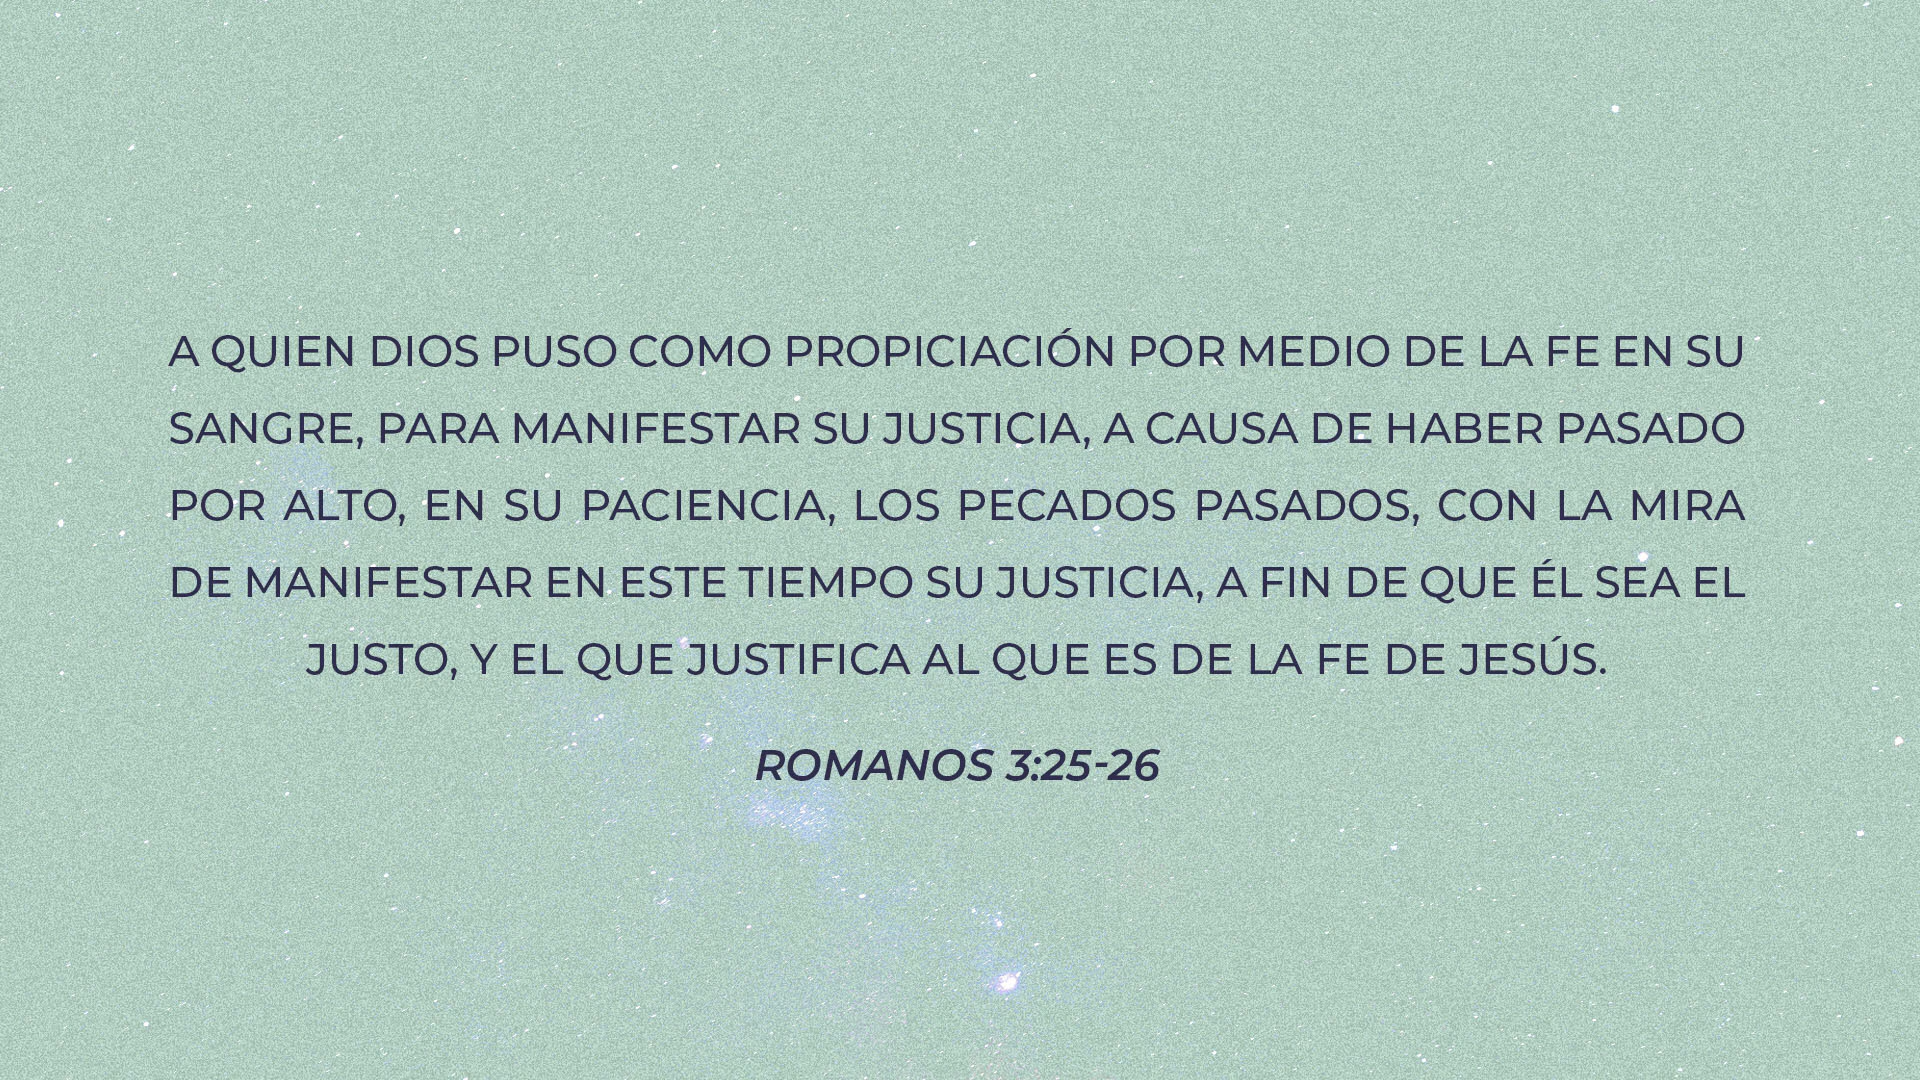 A QUIEN DIOS PUSO COMO PROPICIACIÓN POR MEDIO DE LA FE EN SU
SANGRE, PARA MANIFESTAR SU JUSTICIA, A CAUSA DE HABER PASADO
POR ALTO, EN SU PACIENCIA, LOS PECADOS PASADOS, CON LA MIRA
DE MANIFESTAR EN ESTE TIEMPO SU JUSTICIA, A FIN DE QUE ÉL SEA EL
JUSTO, Y EL QUE JUSTIFICA AL QUE ES DE LA FE DE JESÚS.
ROMANOS 3:25-26